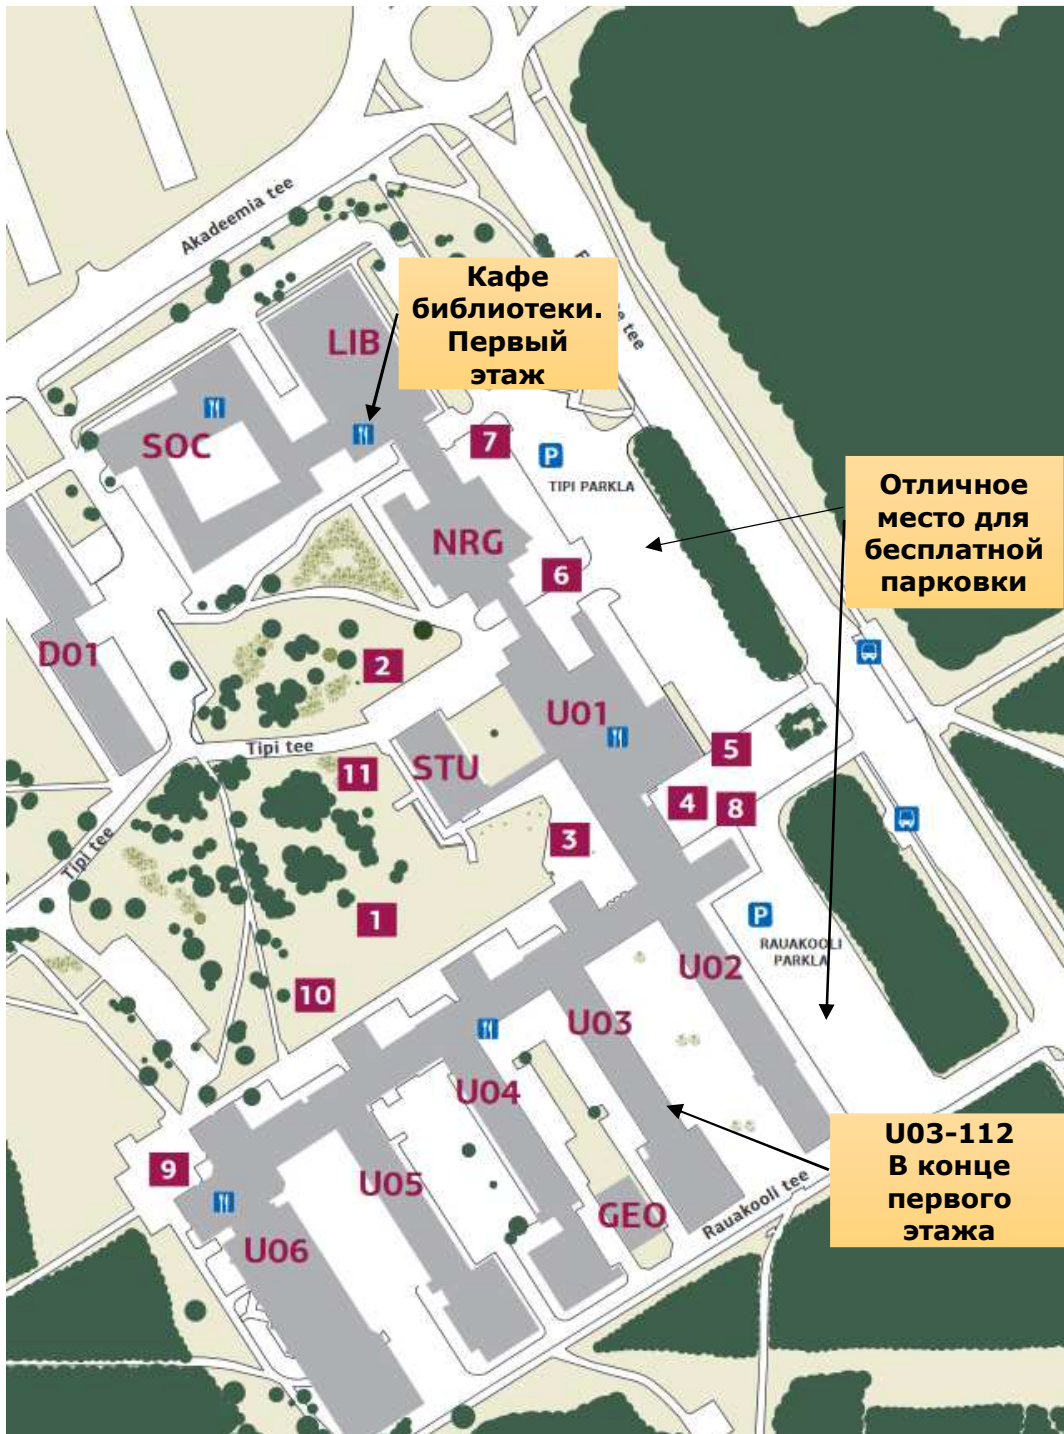 Akadeemia tee
Кафе
библиотеки.
Первый
этаж
LIB
SOC
7
P
TIPI PARKLA
Отличное
место для
бесплатной
парковки
NRG
6
D01
2
U01
Tipi tee
STU
11
5
4
8
3
Tipi tee
1
P
RAUAKOOLI
PARKLA
U02
10
U03
U04
U03-112
В конце
первого
этажа
9
U05
GEO
Rauakooli tee
U06